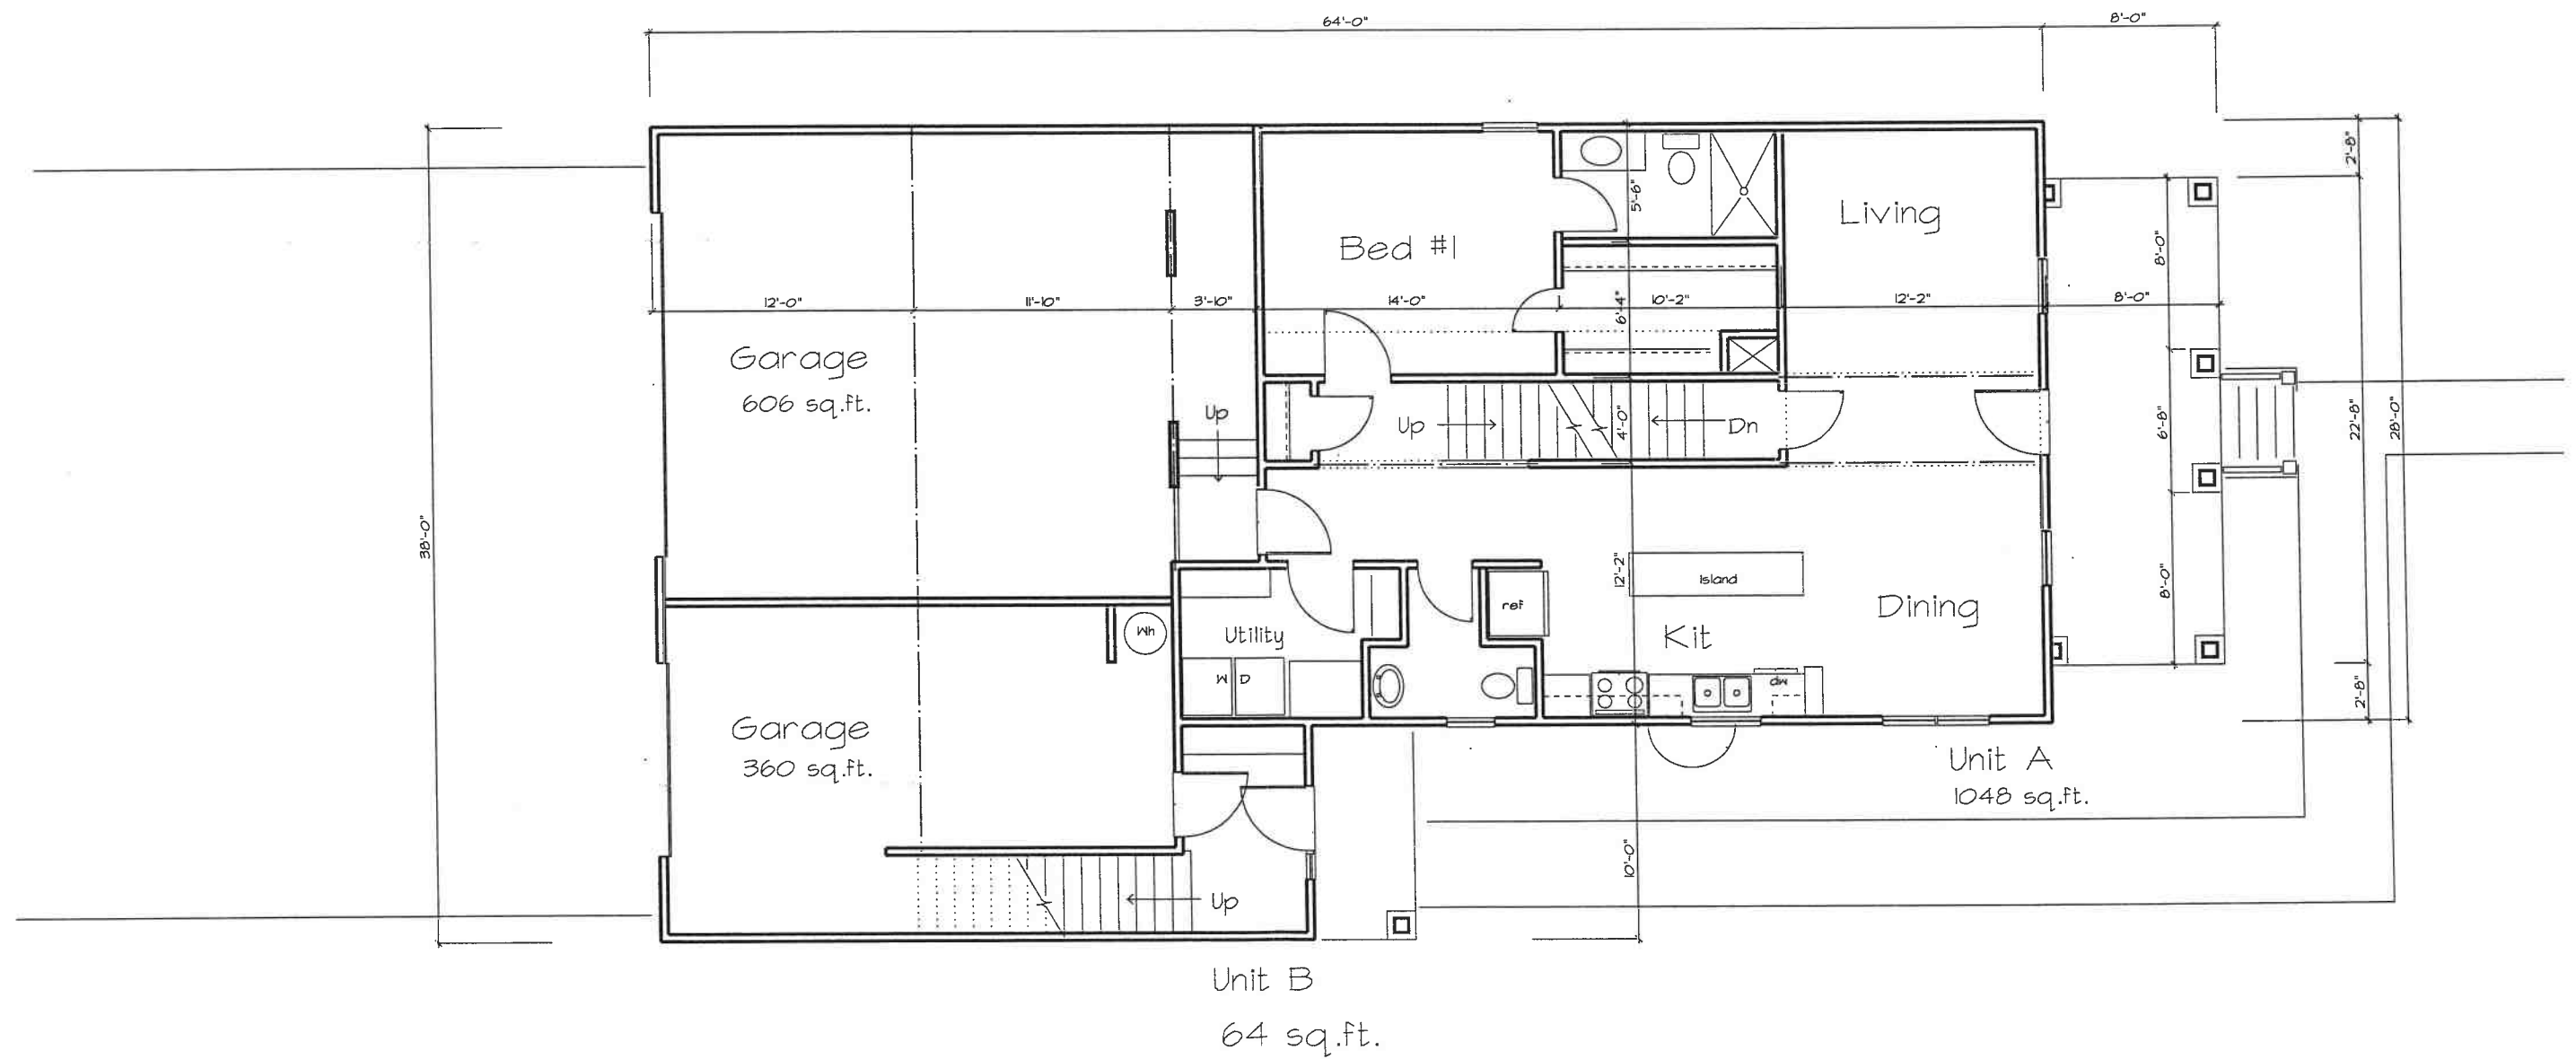 64'-0"
8'-0"
2'-8"
5'-6"
Living
Bed #1
8'-0"
12'-0"
11'-10"
3'-10"
14'-0"
6'-4"
10'-2"
12'-2"
8'-0"
Garage
606 sq.ft.
Up
Up
4'-0"
Dn
6'-8"
22'-8"
28'-0"
38'-0"
12'-2"
Island
8'-0"
ref
Dining
Wh
Utility
Kit
W D
dw
2'-8"
Garage
360 sq.ft.
Unit A
1048 sq.ft.
10'-0"
Up
Unit B
64 sq.ft.